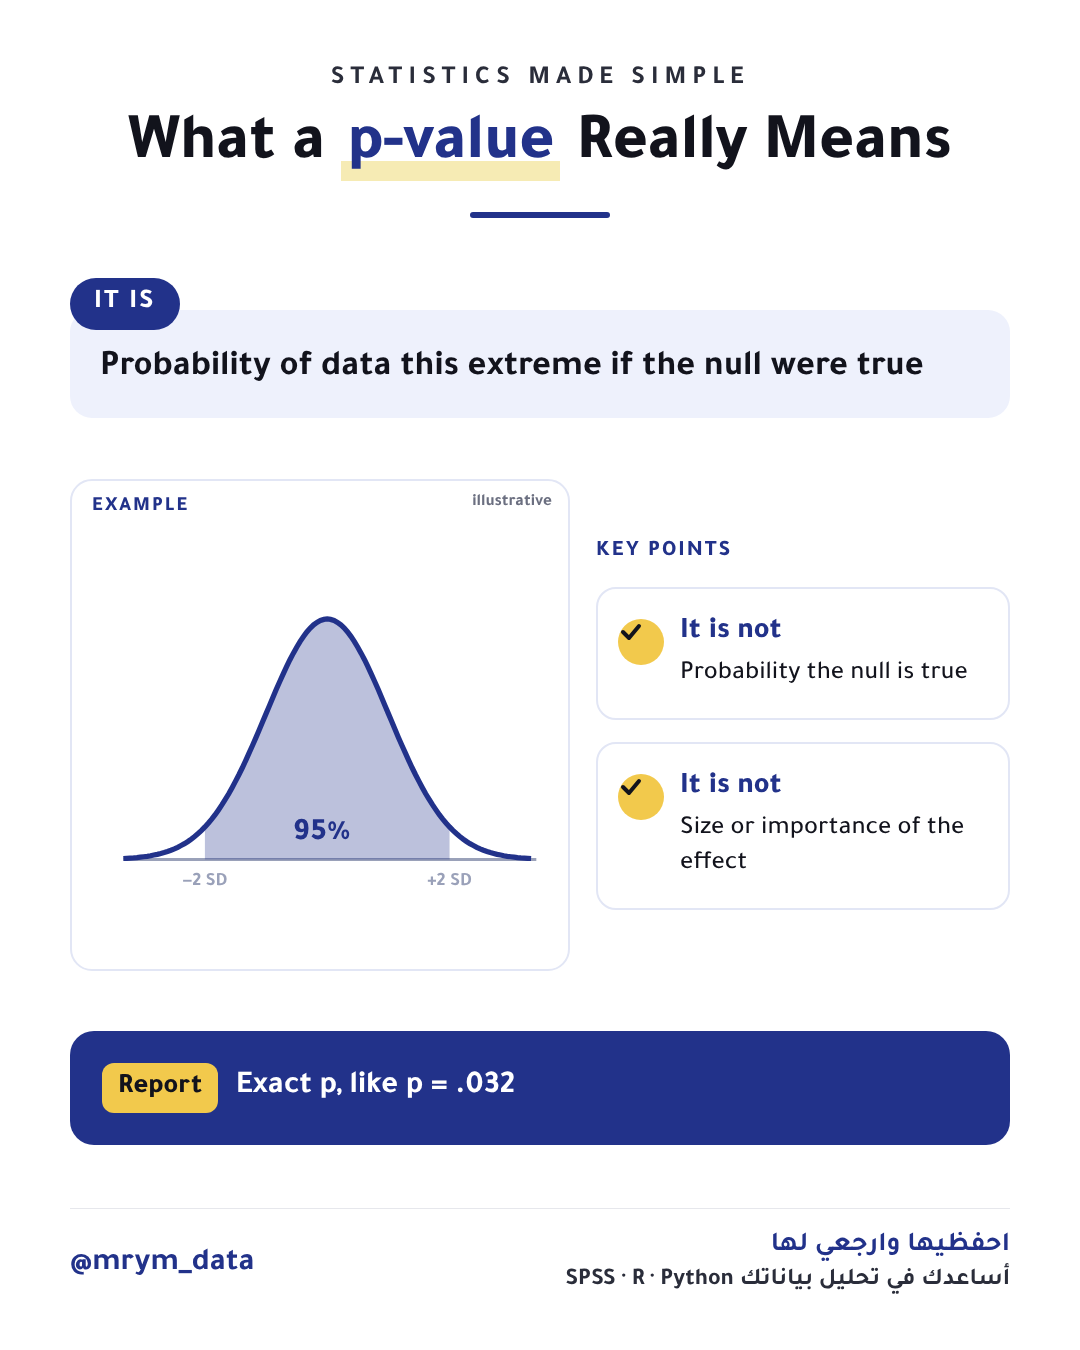 STATISTICS MADE SIMPLE
What a p-value Really Means
IT IS
Probability of data this extreme if the null were true
EXAMPLE
illustrative
95%
−2 SD
+2 SD
KEY POINTS
It is not
Probability the null is true
It is not
Size or importance of the
effect
Report
Exact p, like p = .032
@mrym_data
احفظيها وارجعي لها
أساعدك في تحليل بياناتك SPSS · R · Python